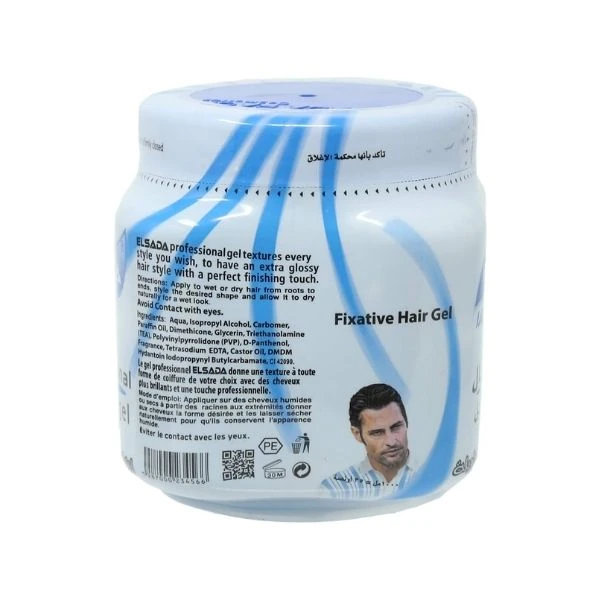 firmly closed
تأكد بأنها محكمة الإغلاق
ELSADA professional gel textures every
style you wish, to have an extra glossy
hair style with a perfect finishing touch.
Directions: Apply to wet or dry hair from roots to
ends, style the desired shape and allow it to dry
naturally for a wet look.
Avoid Contact with eyes.
Ingredients: Aqua, Isopropyl Alcohol, Carbomer,
Paraffin Oil, Dimethicone, Glycerin, Triethanolamine
(TEA), Polyvinylpyrrolidone (PVP), D-Panthenol,
Fragrance, Tetrasodium EDTA, Castor Oil, DMDM
Hydantoin Iodopropynyl Butylcarbamate, CI 42090.
Le gel professionnel ELSADA donne une texture à toute
forme de coiffure de votre choix avec des cheveux
plus brillants et une touche professionnelle.
Mode d'emploi: Appliquer sur des cheveux humides
ou secs à partir des racines aux extrémités donner
aux cheveux la forme désirée et les laisser sécher
naturellement pour qu'ils conservent l'apparence
humide.
Eviter le contact avec les yeux.
PE
Fixative Hair Gel